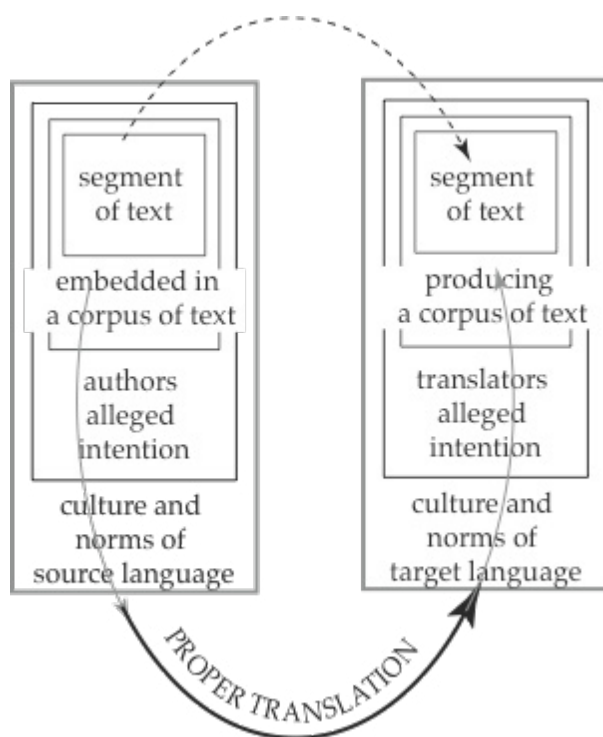 segment
of text
embedded in
a corpus of text
authors
alleged
intention
culture and
norms of
source language
segment
of text
producing
a corpus of text
translators
alleged
intention
culture and
norms of
target language
PROPER TRANSLATION